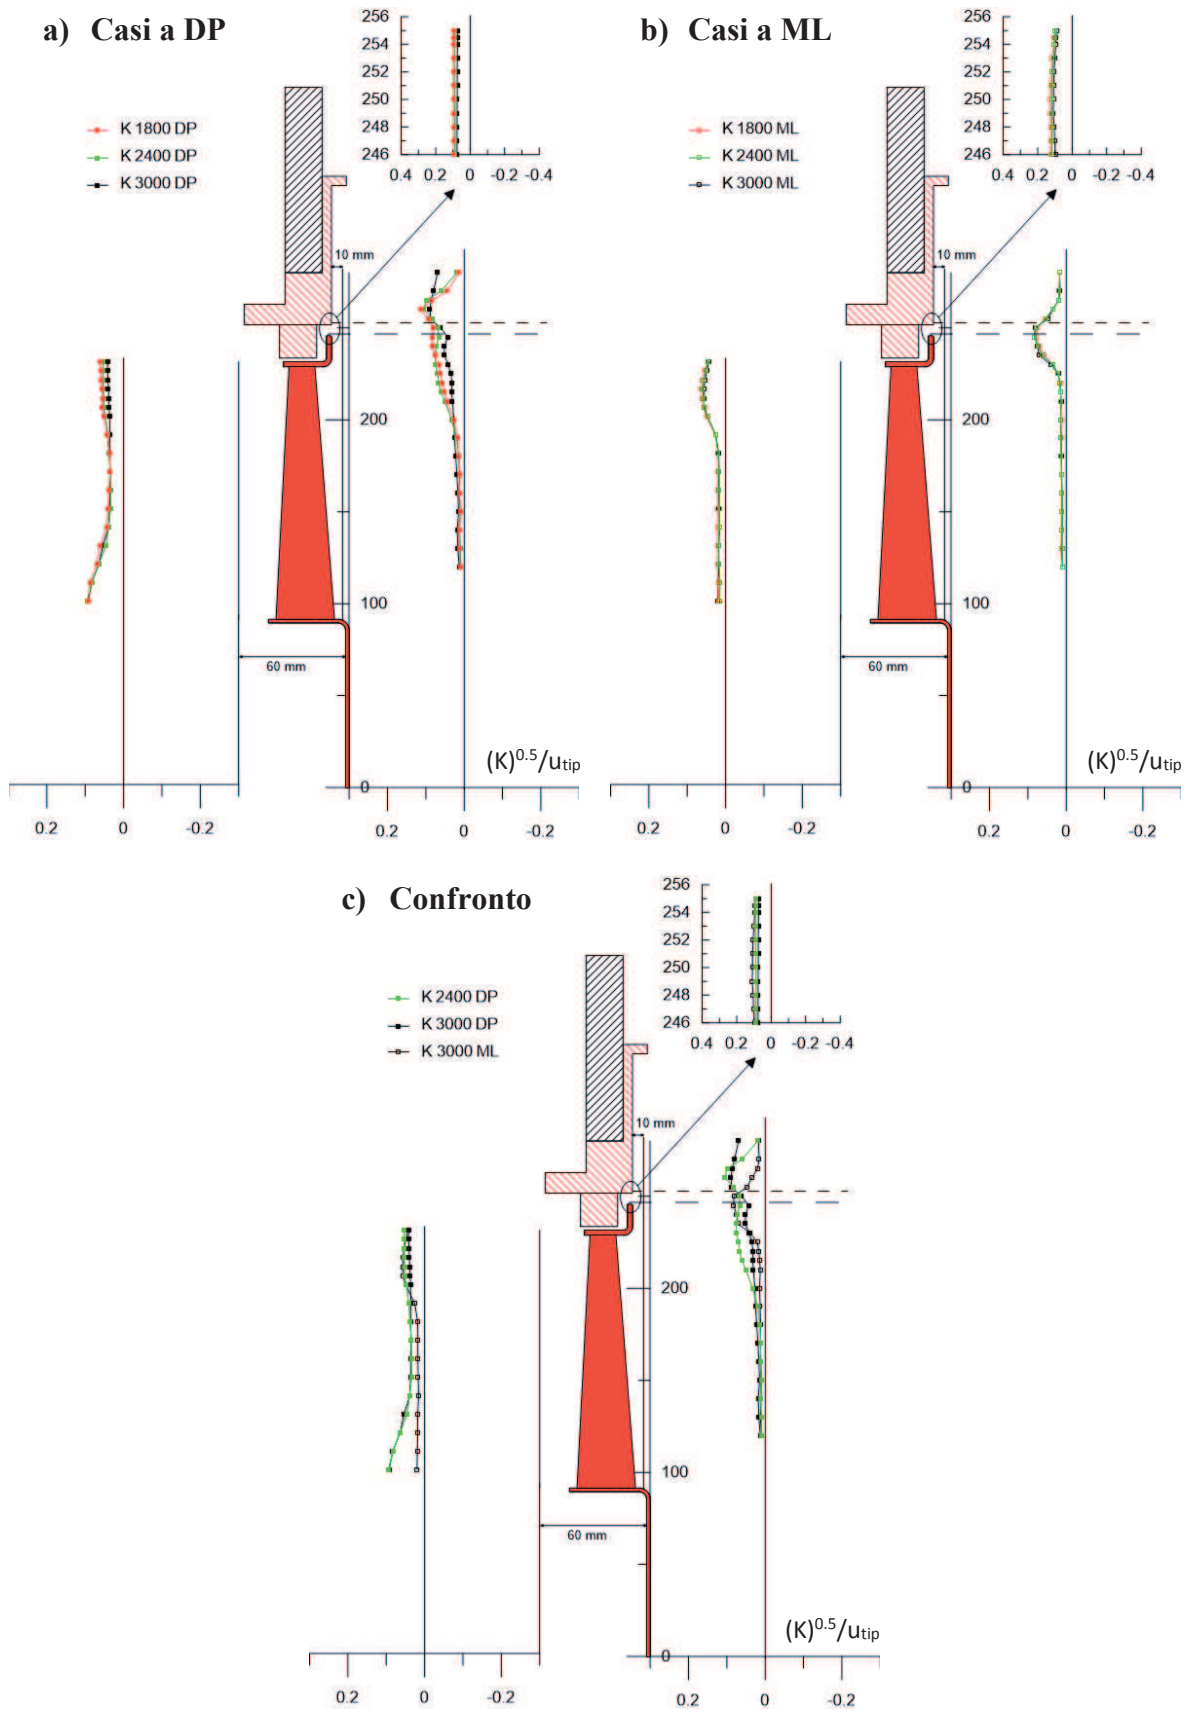 a) Casi a DP
256
254
252
250
248
246
0.4 0.2 0 -0.2 -0.4
K 1800 DP
K 2400 DP
K 3000 DP
10 mm
200
100
60 mm
(K)^0.5/u_tip
0
0.2 0 -0.2
0.2 0 -0.2
b) Casi a ML
256
254
252
250
248
246
0.4 0.2 0 -0.2 -0.4
K 1800 ML
K 2400 ML
K 3000 ML
10 mm
200
100
60 mm
(K)^0.5/u_tip
0
0.2 0 -0.2
0.2 0 -0.2
c) Confronto
256
254
252
250
248
246
0.4 0.2 0 -0.2 -0.4
K 2400 DP
K 3000 DP
K 3000 ML
10 mm
200
100
60 mm
(K)^0.5/u_tip
0
0.2 0 -0.2
0.2 0 -0.2